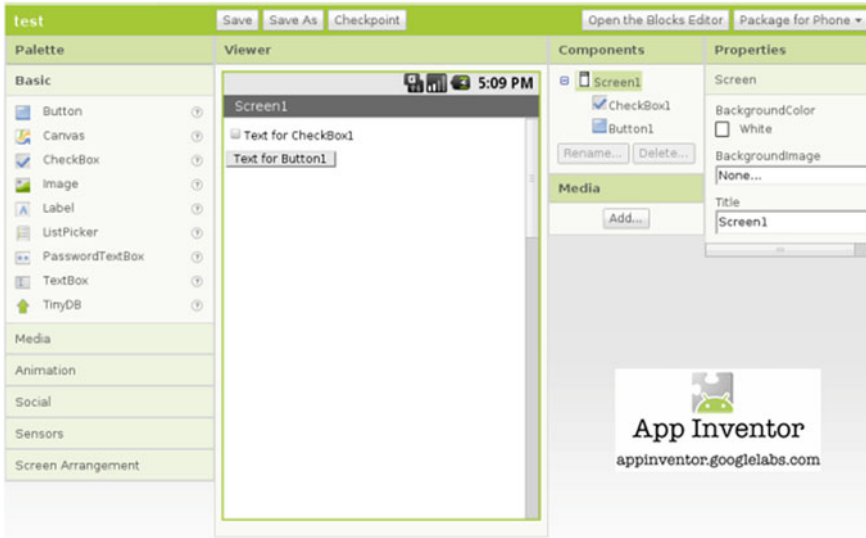 test
Save
Save As
Checkpoint
Open the Blocks Editor
Package for Phone
Palette
Basic
Button
Canvas
CheckBox
Image
Label
ListPicker
PasswordTextBox
TextBox
TinyDB
Media
Animation
Social
Sensors
Screen Arrangement
Viewer
5:09 PM
Screen1
Text for CheckBox1
Text for Button1
Components
Screen1
CheckBox1
Button1
Rename...
Delete...
Media
Add...
Properties
Screen
BackgroundColor
White
BackgroundImage
None...
Title
Screen1
App Inventor
appinventor.googlelabs.com